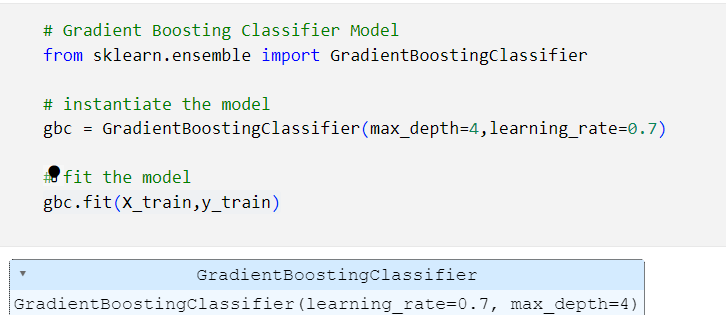 # Gradient Boosting Classifier Model
from sklearn.ensemble import GradientBoostingClassifier
# instantiate the model
gbc = GradientBoostingClassifier(max_depth=4,learning_rate=0.7)
# fit the model
gbc.fit(X_train,y_train)
GradientBoostingClassifier
GradientBoostingClassifier(learning_rate=0.7, max_depth=4)